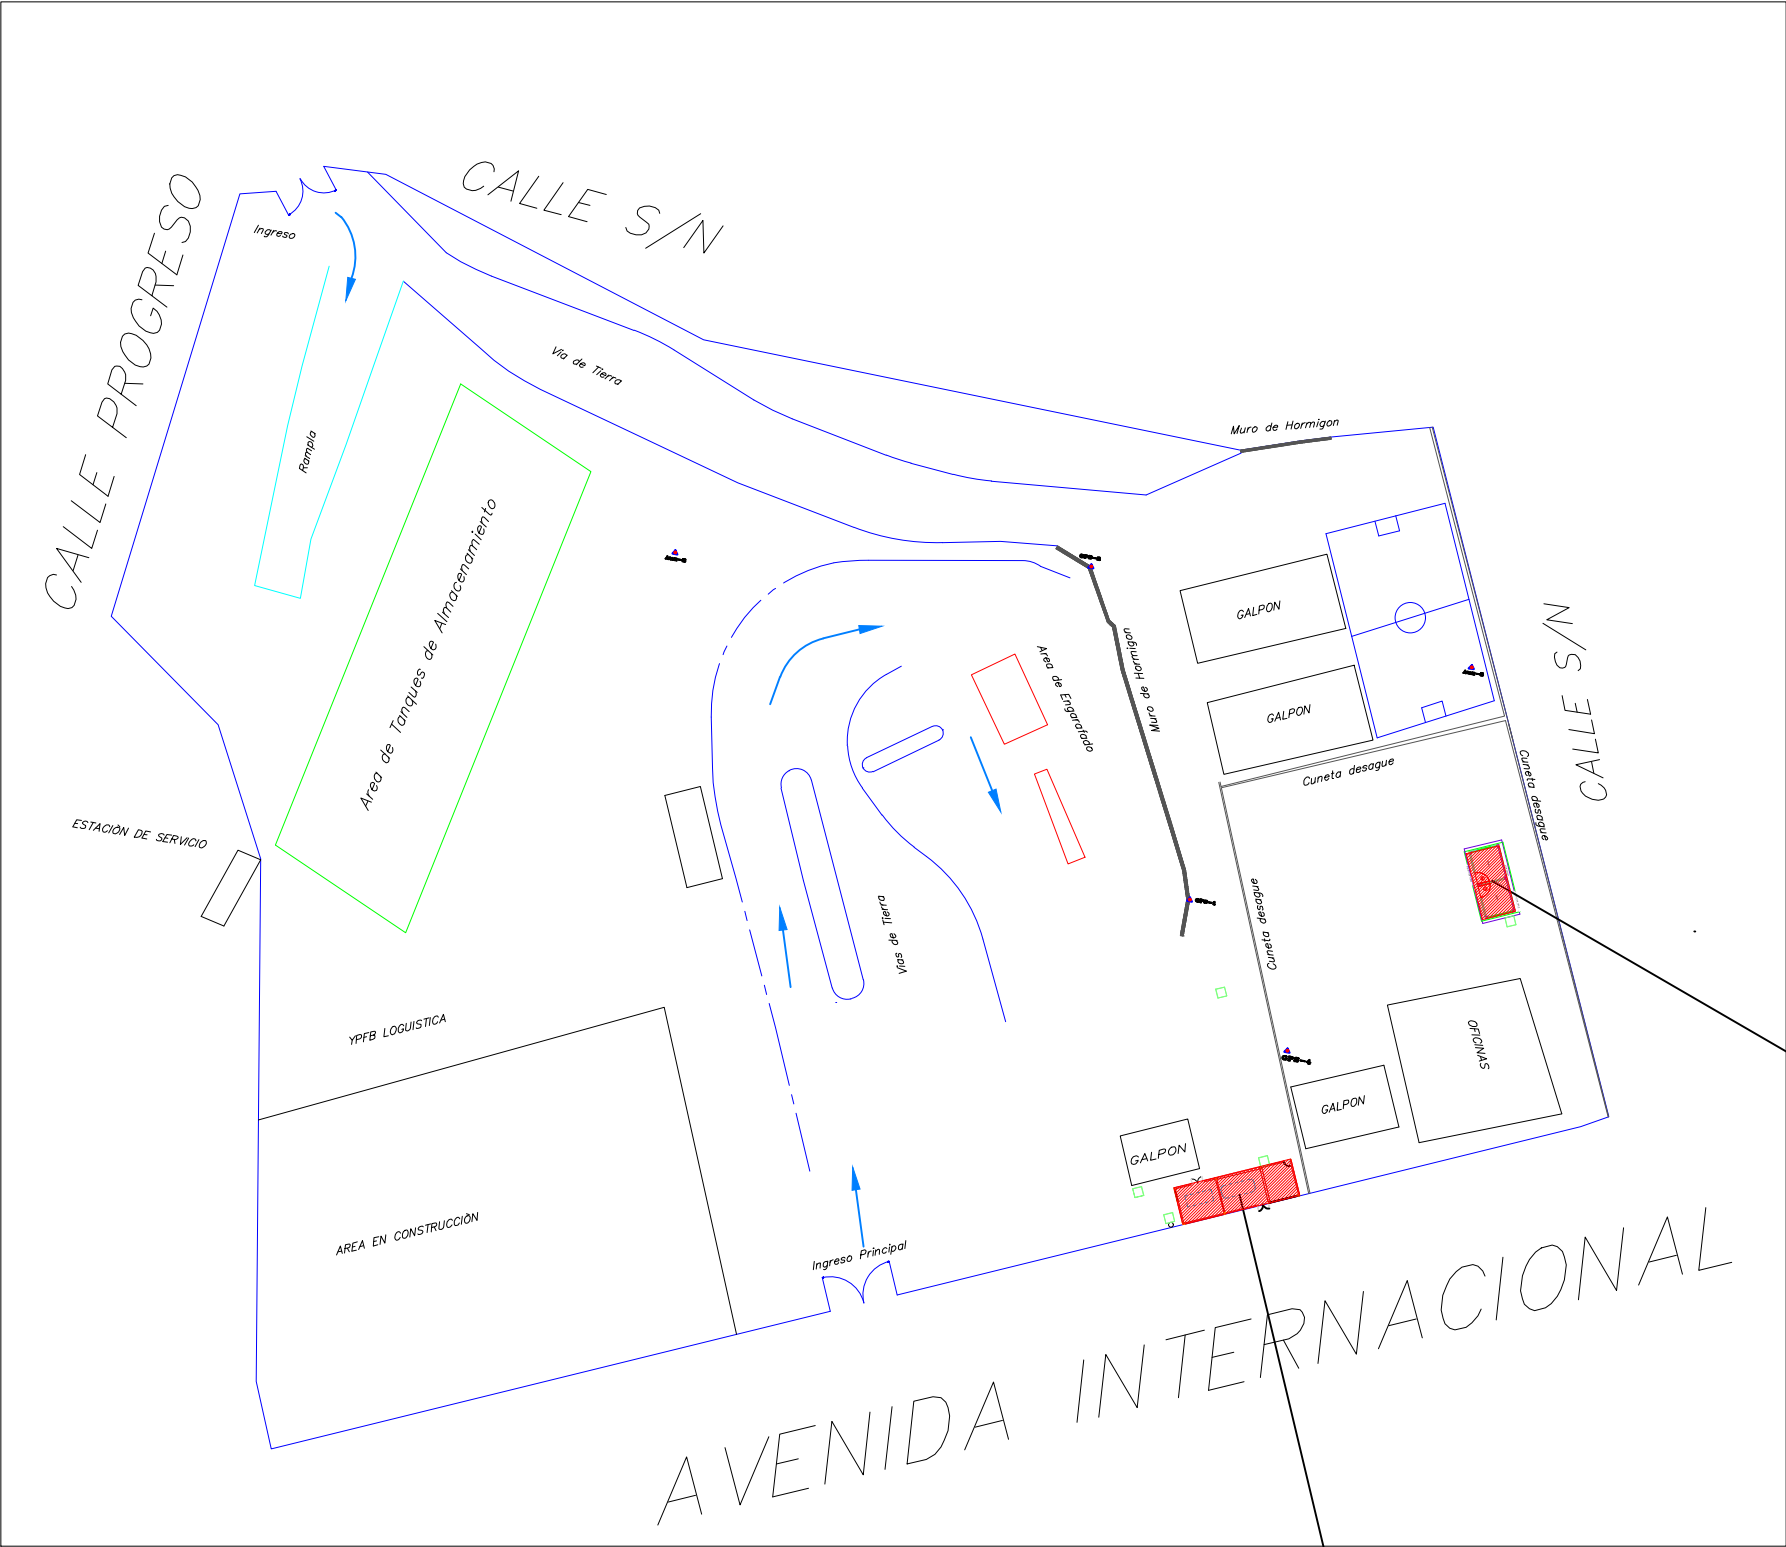 CALLE PROGRESO
CALLE S/N
Ingreso
Via de Tierra
Rampla
Muro de Hormigon
Area de Tanques de Almacenamiento
GALPON
CALLE S/N
Muro de Hormigon
Area de Engarafado
GALPON
Cuneta desague
Cuneta desague
ESTACIÒN DE SERVICIO
Vias de Tierra
Cuneta desague
YPFB LOGUISTICA
OFICINAS
GALPON
GALPON
AREA EN CONSTRUCCIÒN
Ingreso Principal
AVENIDA INTERNACIONAL